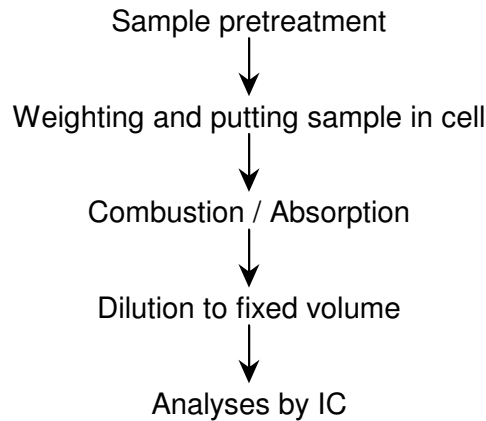 Sample pretreatment
Weighting and putting sample in cell
Combustion / Absorption
Dilution to fixed volume
Analyses by IC